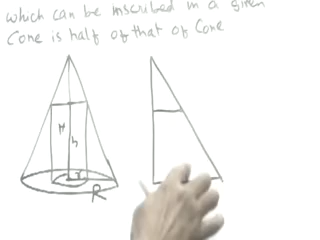 which can be inscribed in a given
Cone is half of that of Cone
H
h
r
R